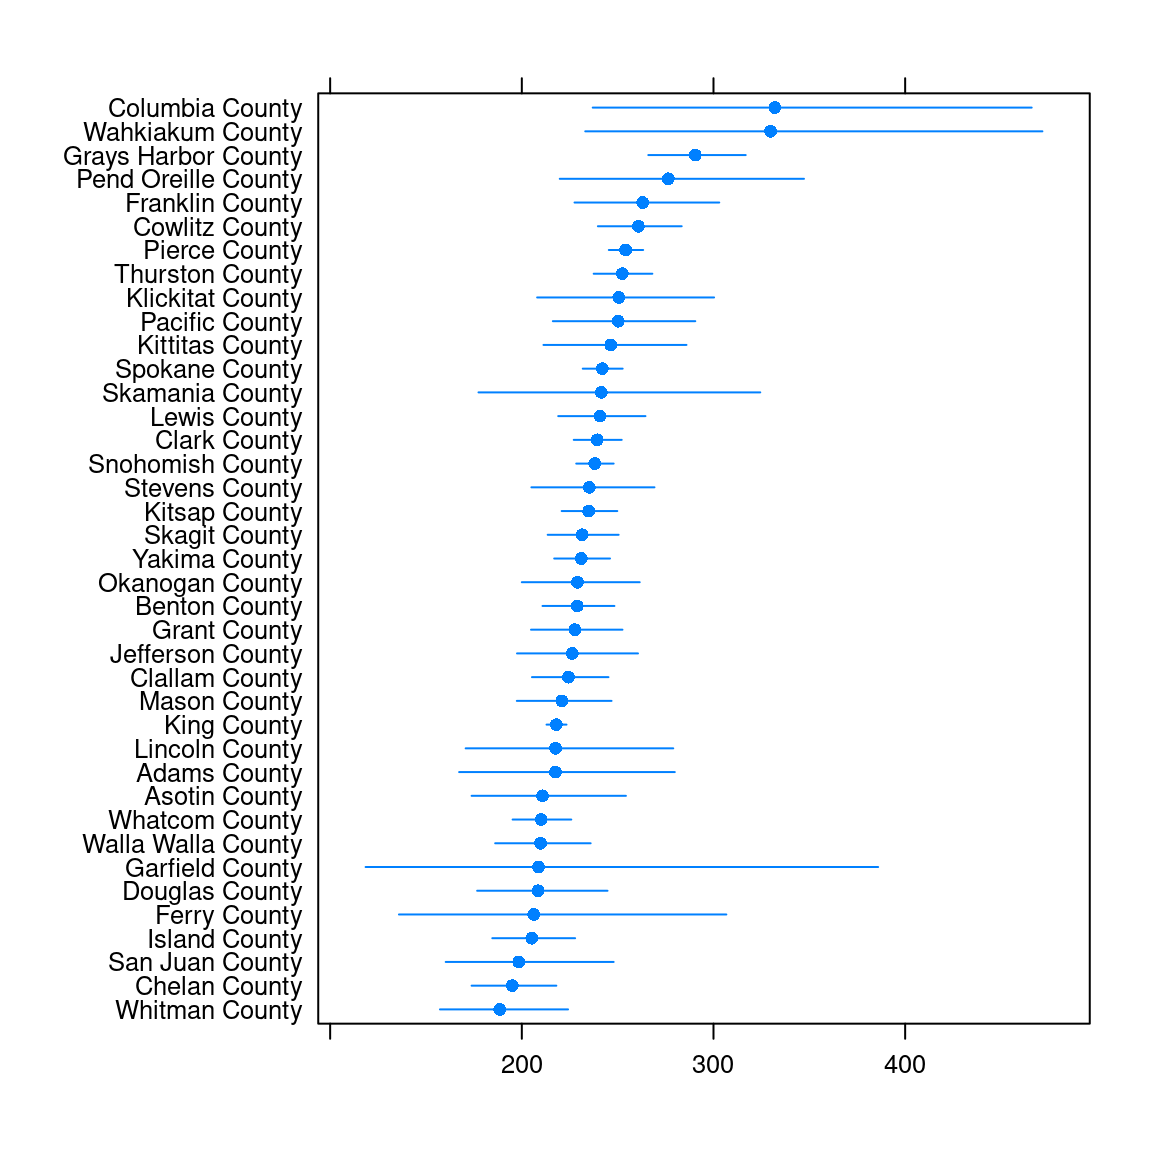 Columbia County
Wahkiakum County
Grays Harbor County
Pend Oreille County
Franklin County
Cowlitz County
Pierce County
Thurston County
Klickitat County
Pacific County
Kittitas County
Spokane County
Skamania County
Lewis County
Clark County
Snohomish County
Stevens County
Kitsap County
Skagit County
Yakima County
Okanogan County
Benton County
Grant County
Jefferson County
Clallam County
Mason County
King County
Lincoln County
Adams County
Asotin County
Whatcom County
Walla Walla County
Garfield County
Douglas County
Ferry County
Island County
San Juan County
Chelan County
Whitman County
200 300 400